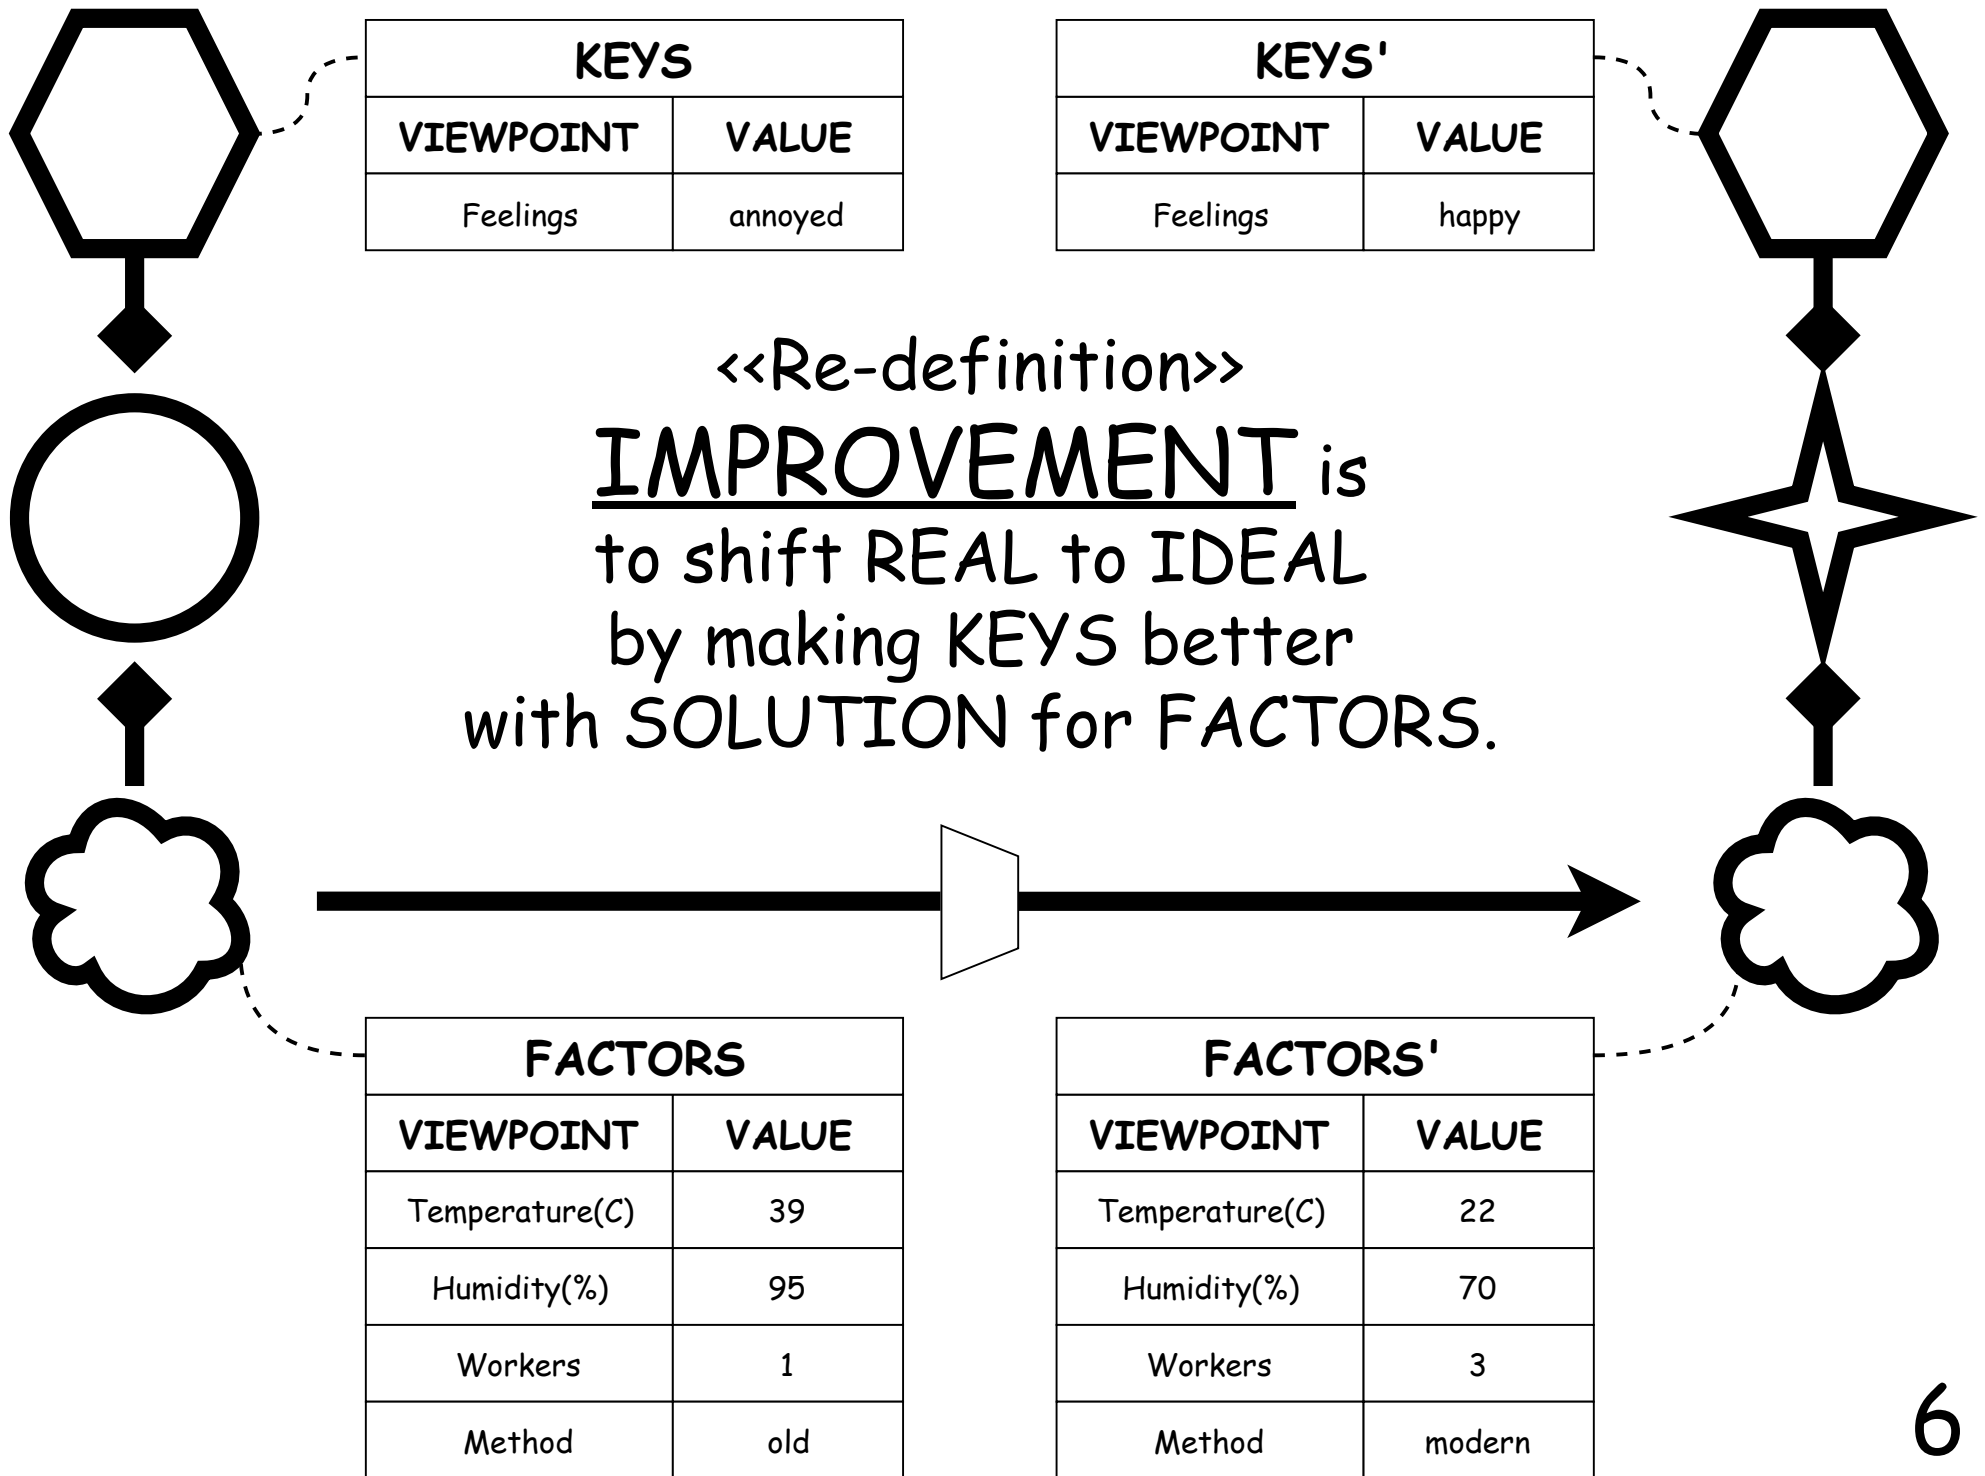 KEYS
VIEWPOINT VALUE
Feelings annoyed
KEYS'
VIEWPOINT VALUE
Feelings happy
<<Re-definition>>
IMPROVEMENT is
to shift REAL to IDEAL
by making KEYS better
with SOLUTION for FACTORS.
FACTORS
VIEWPOINT VALUE
Temperature(C) 39
Humidity(%) 95
Workers 1
Method old
FACTORS'
VIEWPOINT VALUE
Temperature(C) 22
Humidity(%) 70
Workers 3
Method modern
6